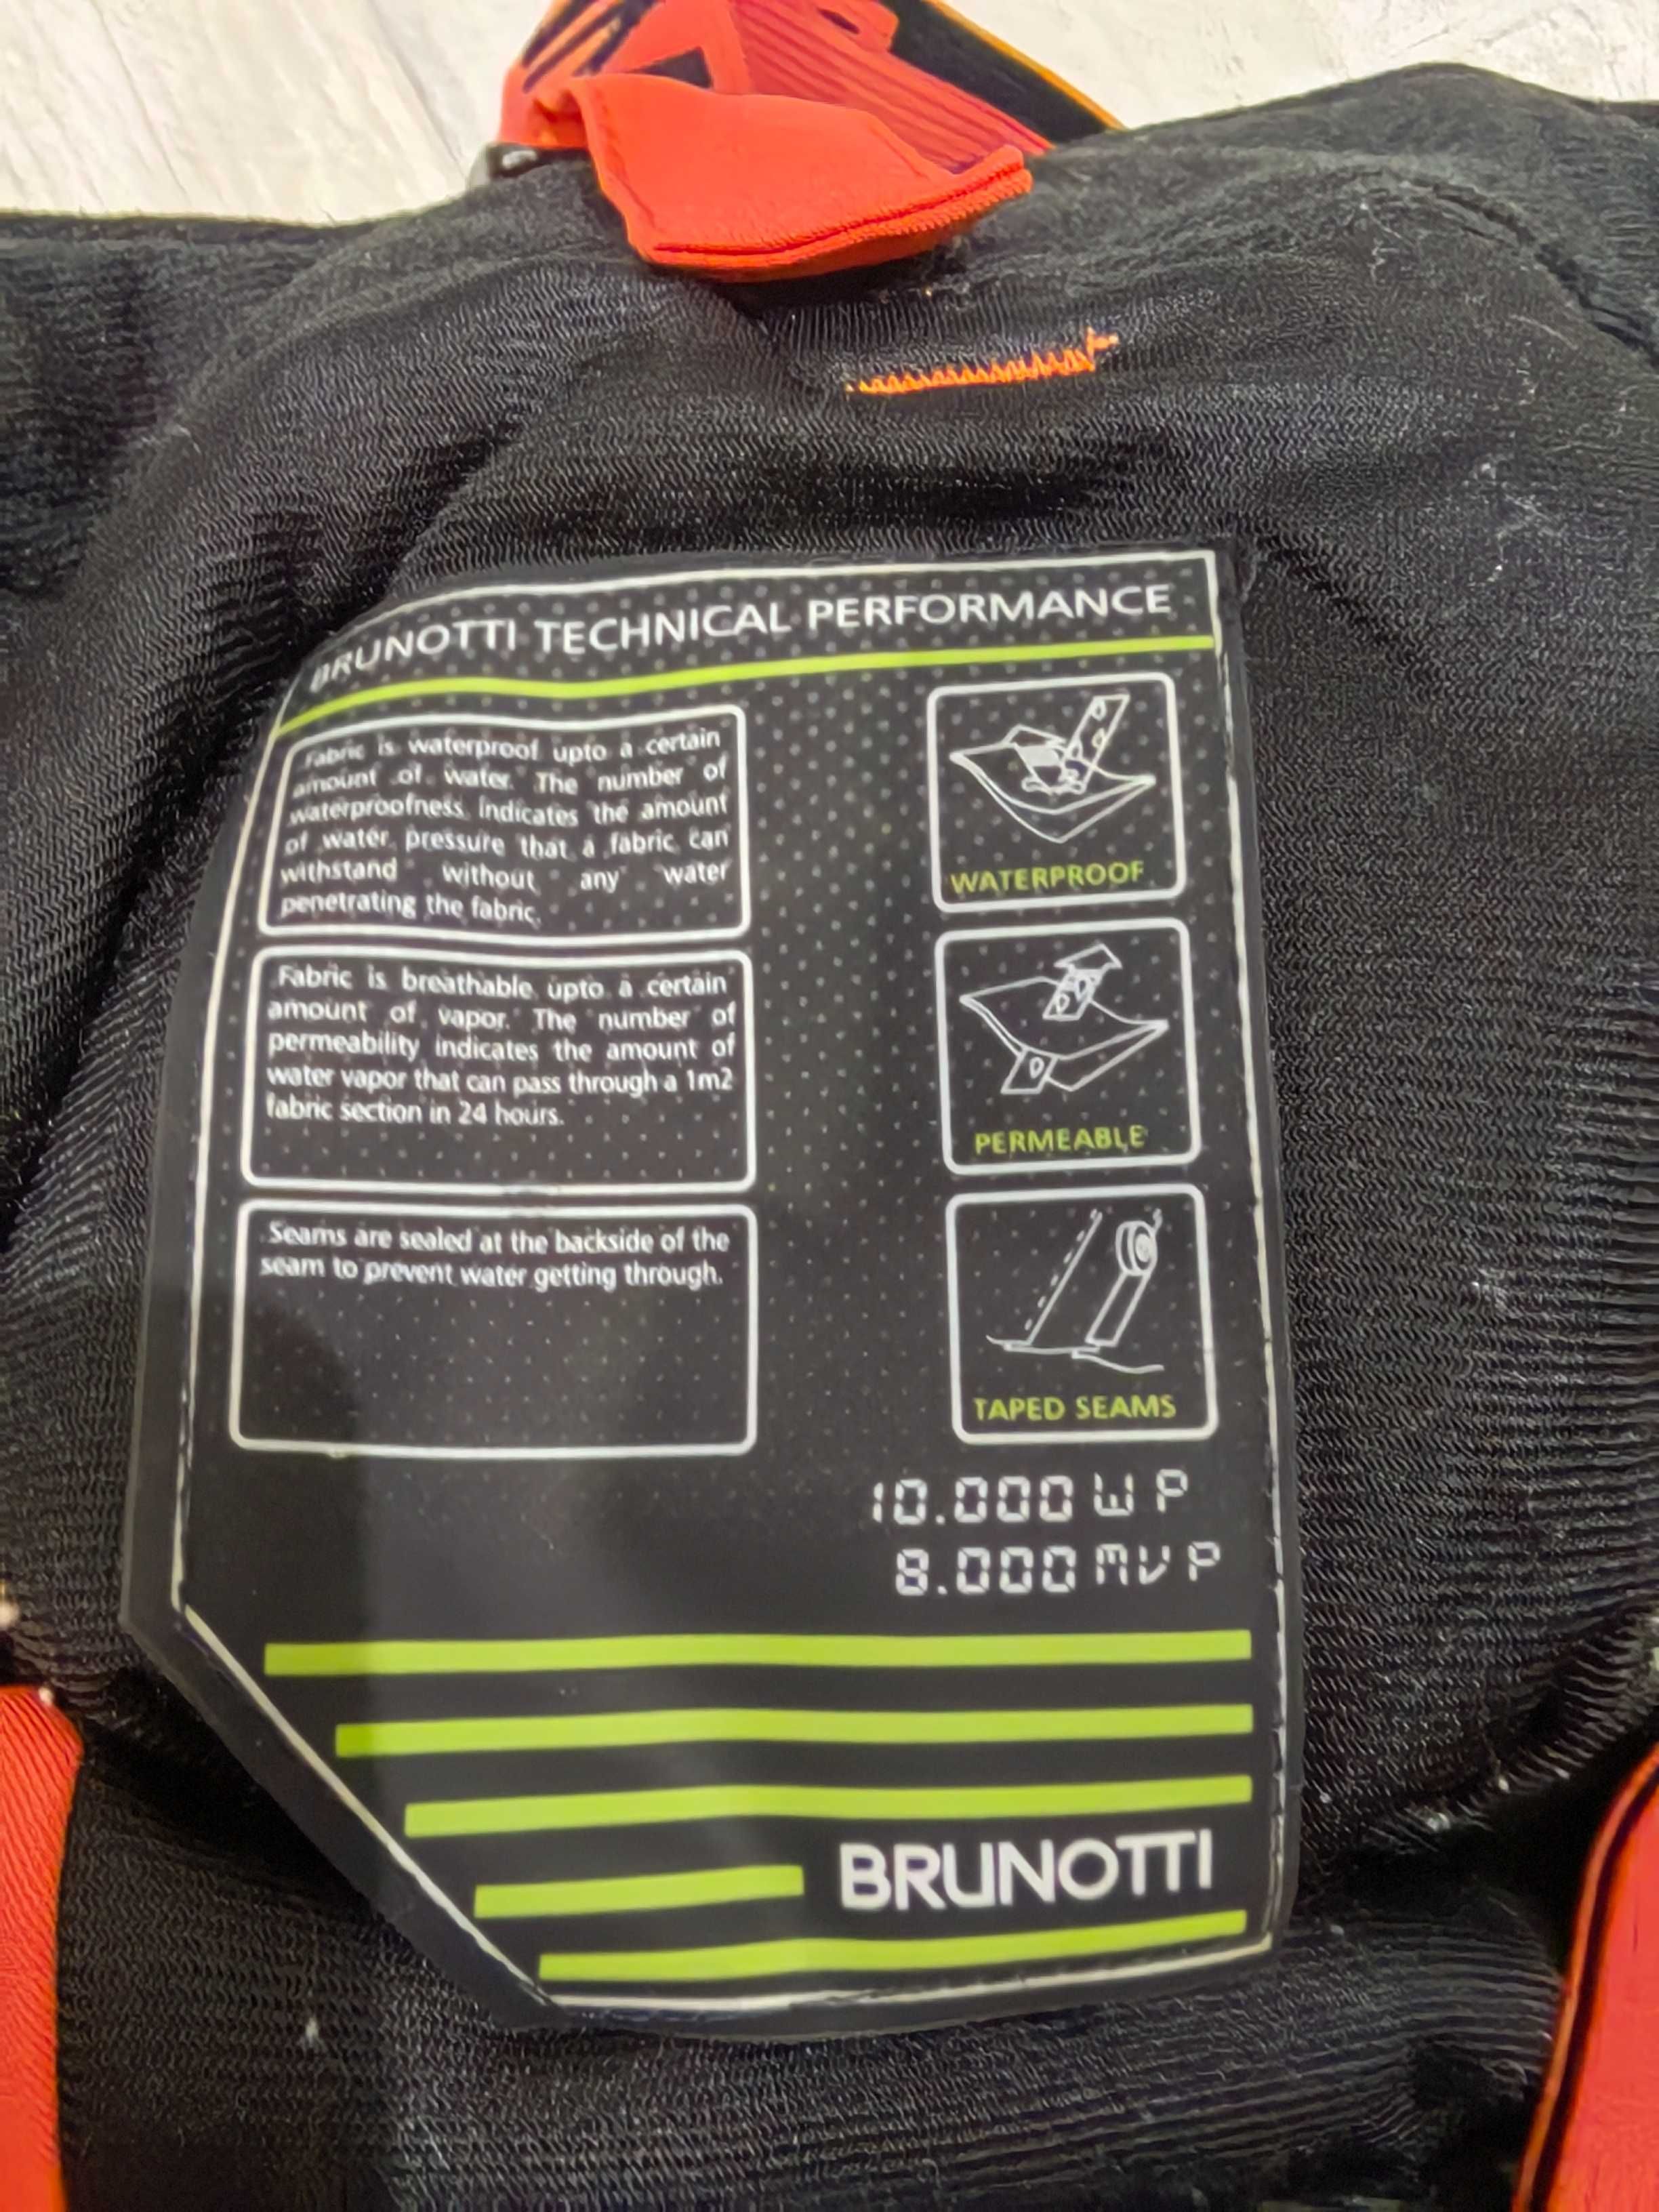 BRUNOTTI TECHNICAL PERFORMANCE
Fabric is waterproof upto a certain
amount of water. The number of
waterproofness indicates the amount
of water pressure that a fabric can
withstand without any water
penetrating the fabric.
WATERPROOF
Fabric is breathable upto a certain
amount of vapor. The number of
permeability indicates the amount of
water vapor that can pass through a 1m2
fabric section in 24 hours.
PERMEABLE
Seams are sealed at the backside of the
seam to prevent water getting through.
TAPED SEAMS
10.000 WP
8.000 MVP
BRUNOTTI